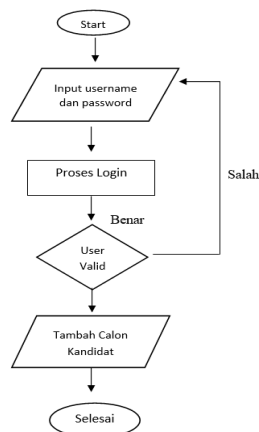 Start
Input username
dan password
Proses Login
Salah
Benar
User
Valid
Tambah Calon
Kandidat
Selesai